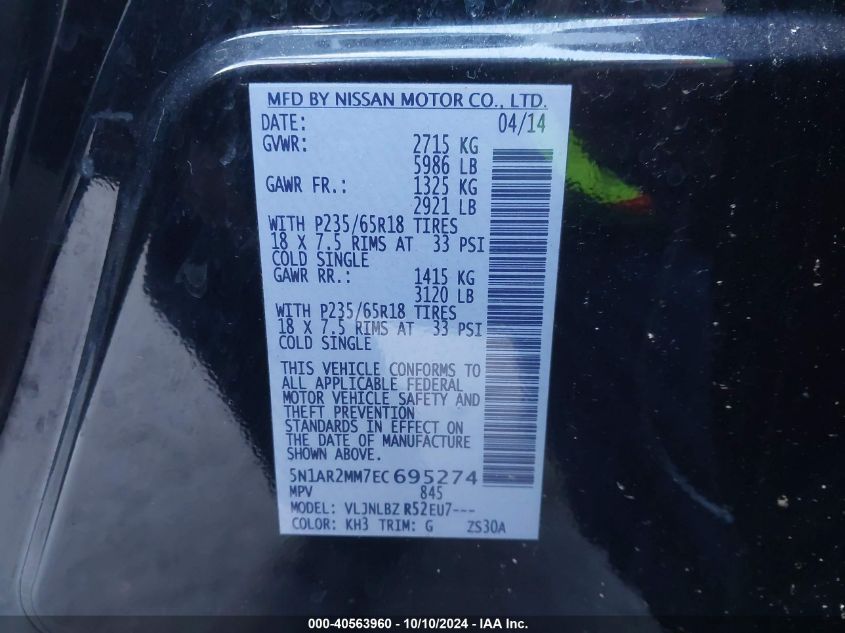 MFD BY NISSAN MOTOR CO., LTD.
DATE: 04/14
GVWR: 2715 KG
5986 LB
GAWR FR.: 1325 KG
2921 LB
WITH P235/65R18 TIRES
18 X 7.5 RIMS AT 33 PSI
COLD SINGLE
GAWR RR.: 1415 KG
3120 LB
WITH P235/65R18 TIRES
18 X 7.5 RIMS AT 33 PSI
COLD SINGLE
THIS VEHICLE CONFORMS TO
ALL APPLICABLE FEDERAL
MOTOR VEHICLE SAFETY AND
THEFT PREVENTION
STANDARDS IN EFFECT ON
THE DATE OF MANUFACTURE
SHOWN ABOVE.
5N1AR2MM7EC695274
MPV 845
MODEL: VLJNLBZ R52EU7---
COLOR: KH3 TRIM: G ZS30A
000-40563960 - 10/10/2024 - IAA Inc.